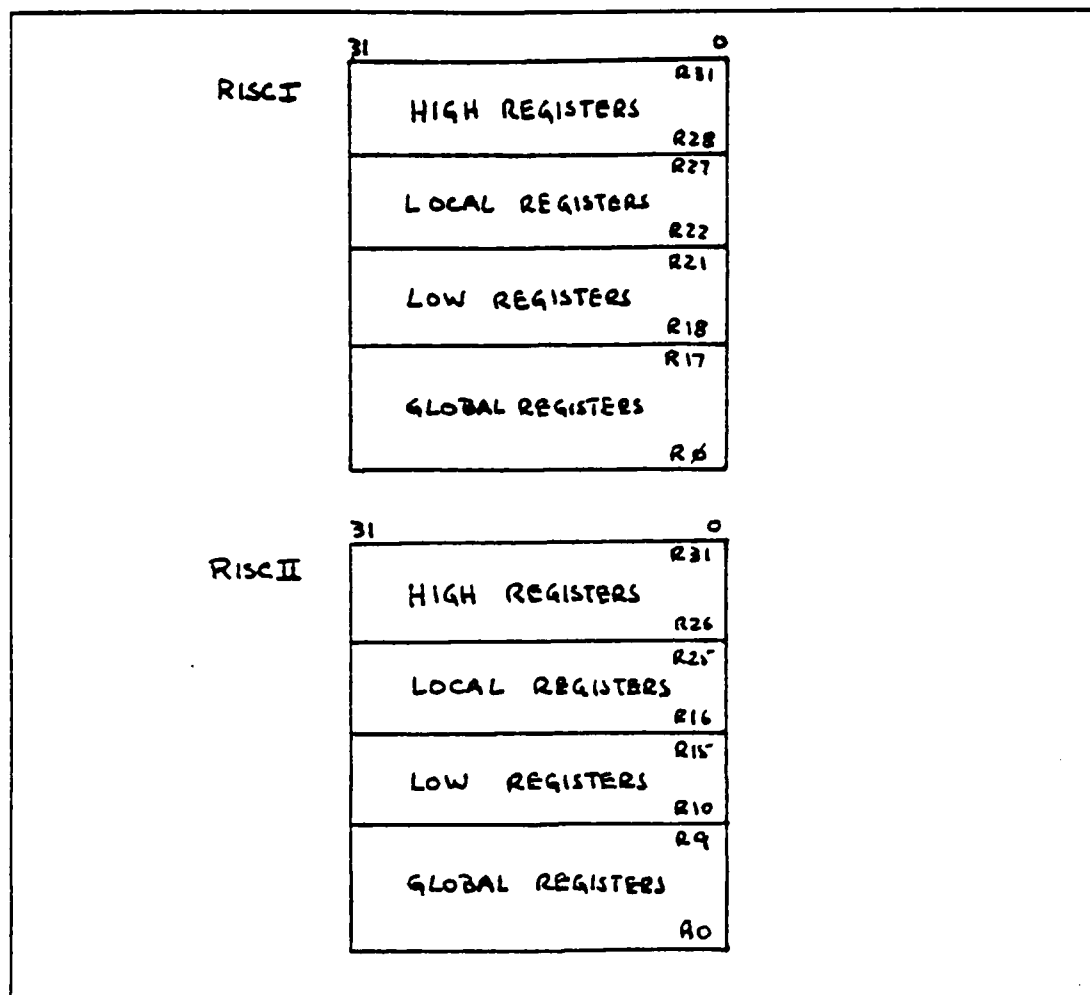 31 0
RISC I
R31
HIGH REGISTERS
R28
R27
LOCAL REGISTERS
R22
R21
LOW REGISTERS
R18
R17
GLOBAL REGISTERS
RØ
31 0
RISC II
R31
HIGH REGISTERS
R26
R25
LOCAL REGISTERS
R16
R15
LOW REGISTERS
R10
R9
GLOBAL REGISTERS
R0